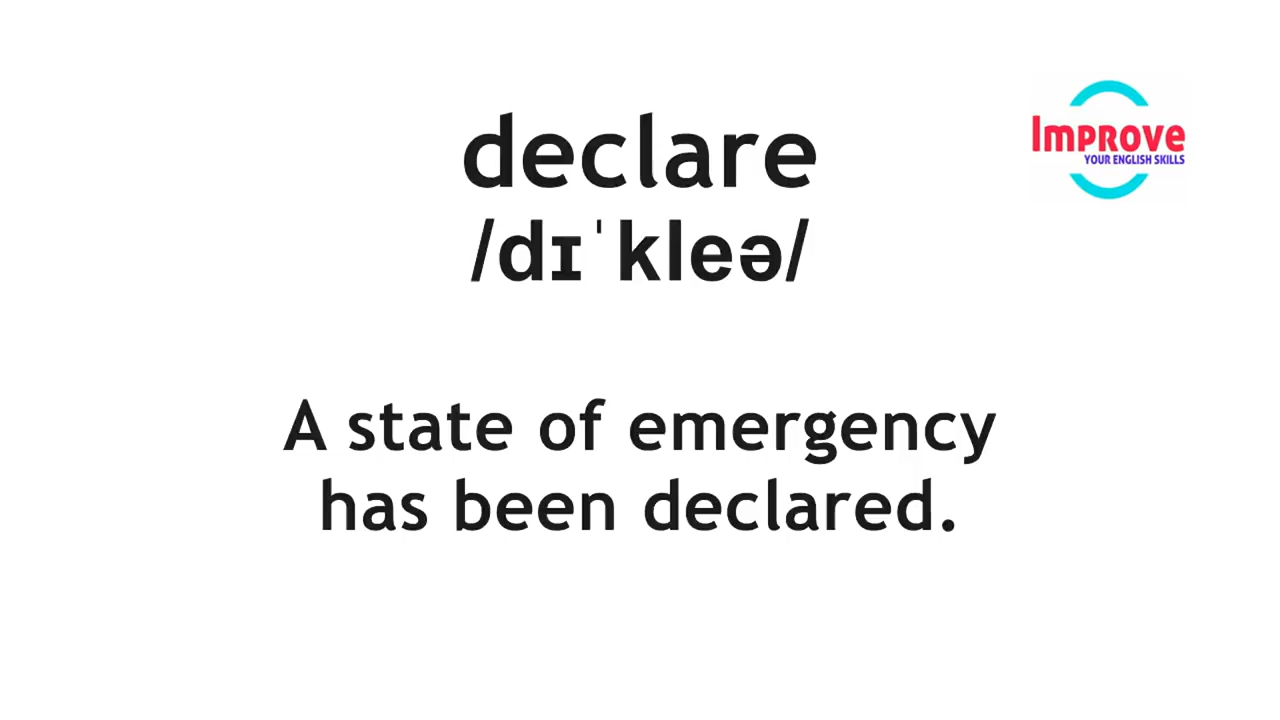 declare
/dɪˈkleə/
Improve
YOUR ENGLISH SKILLS
A state of emergency
has been declared.